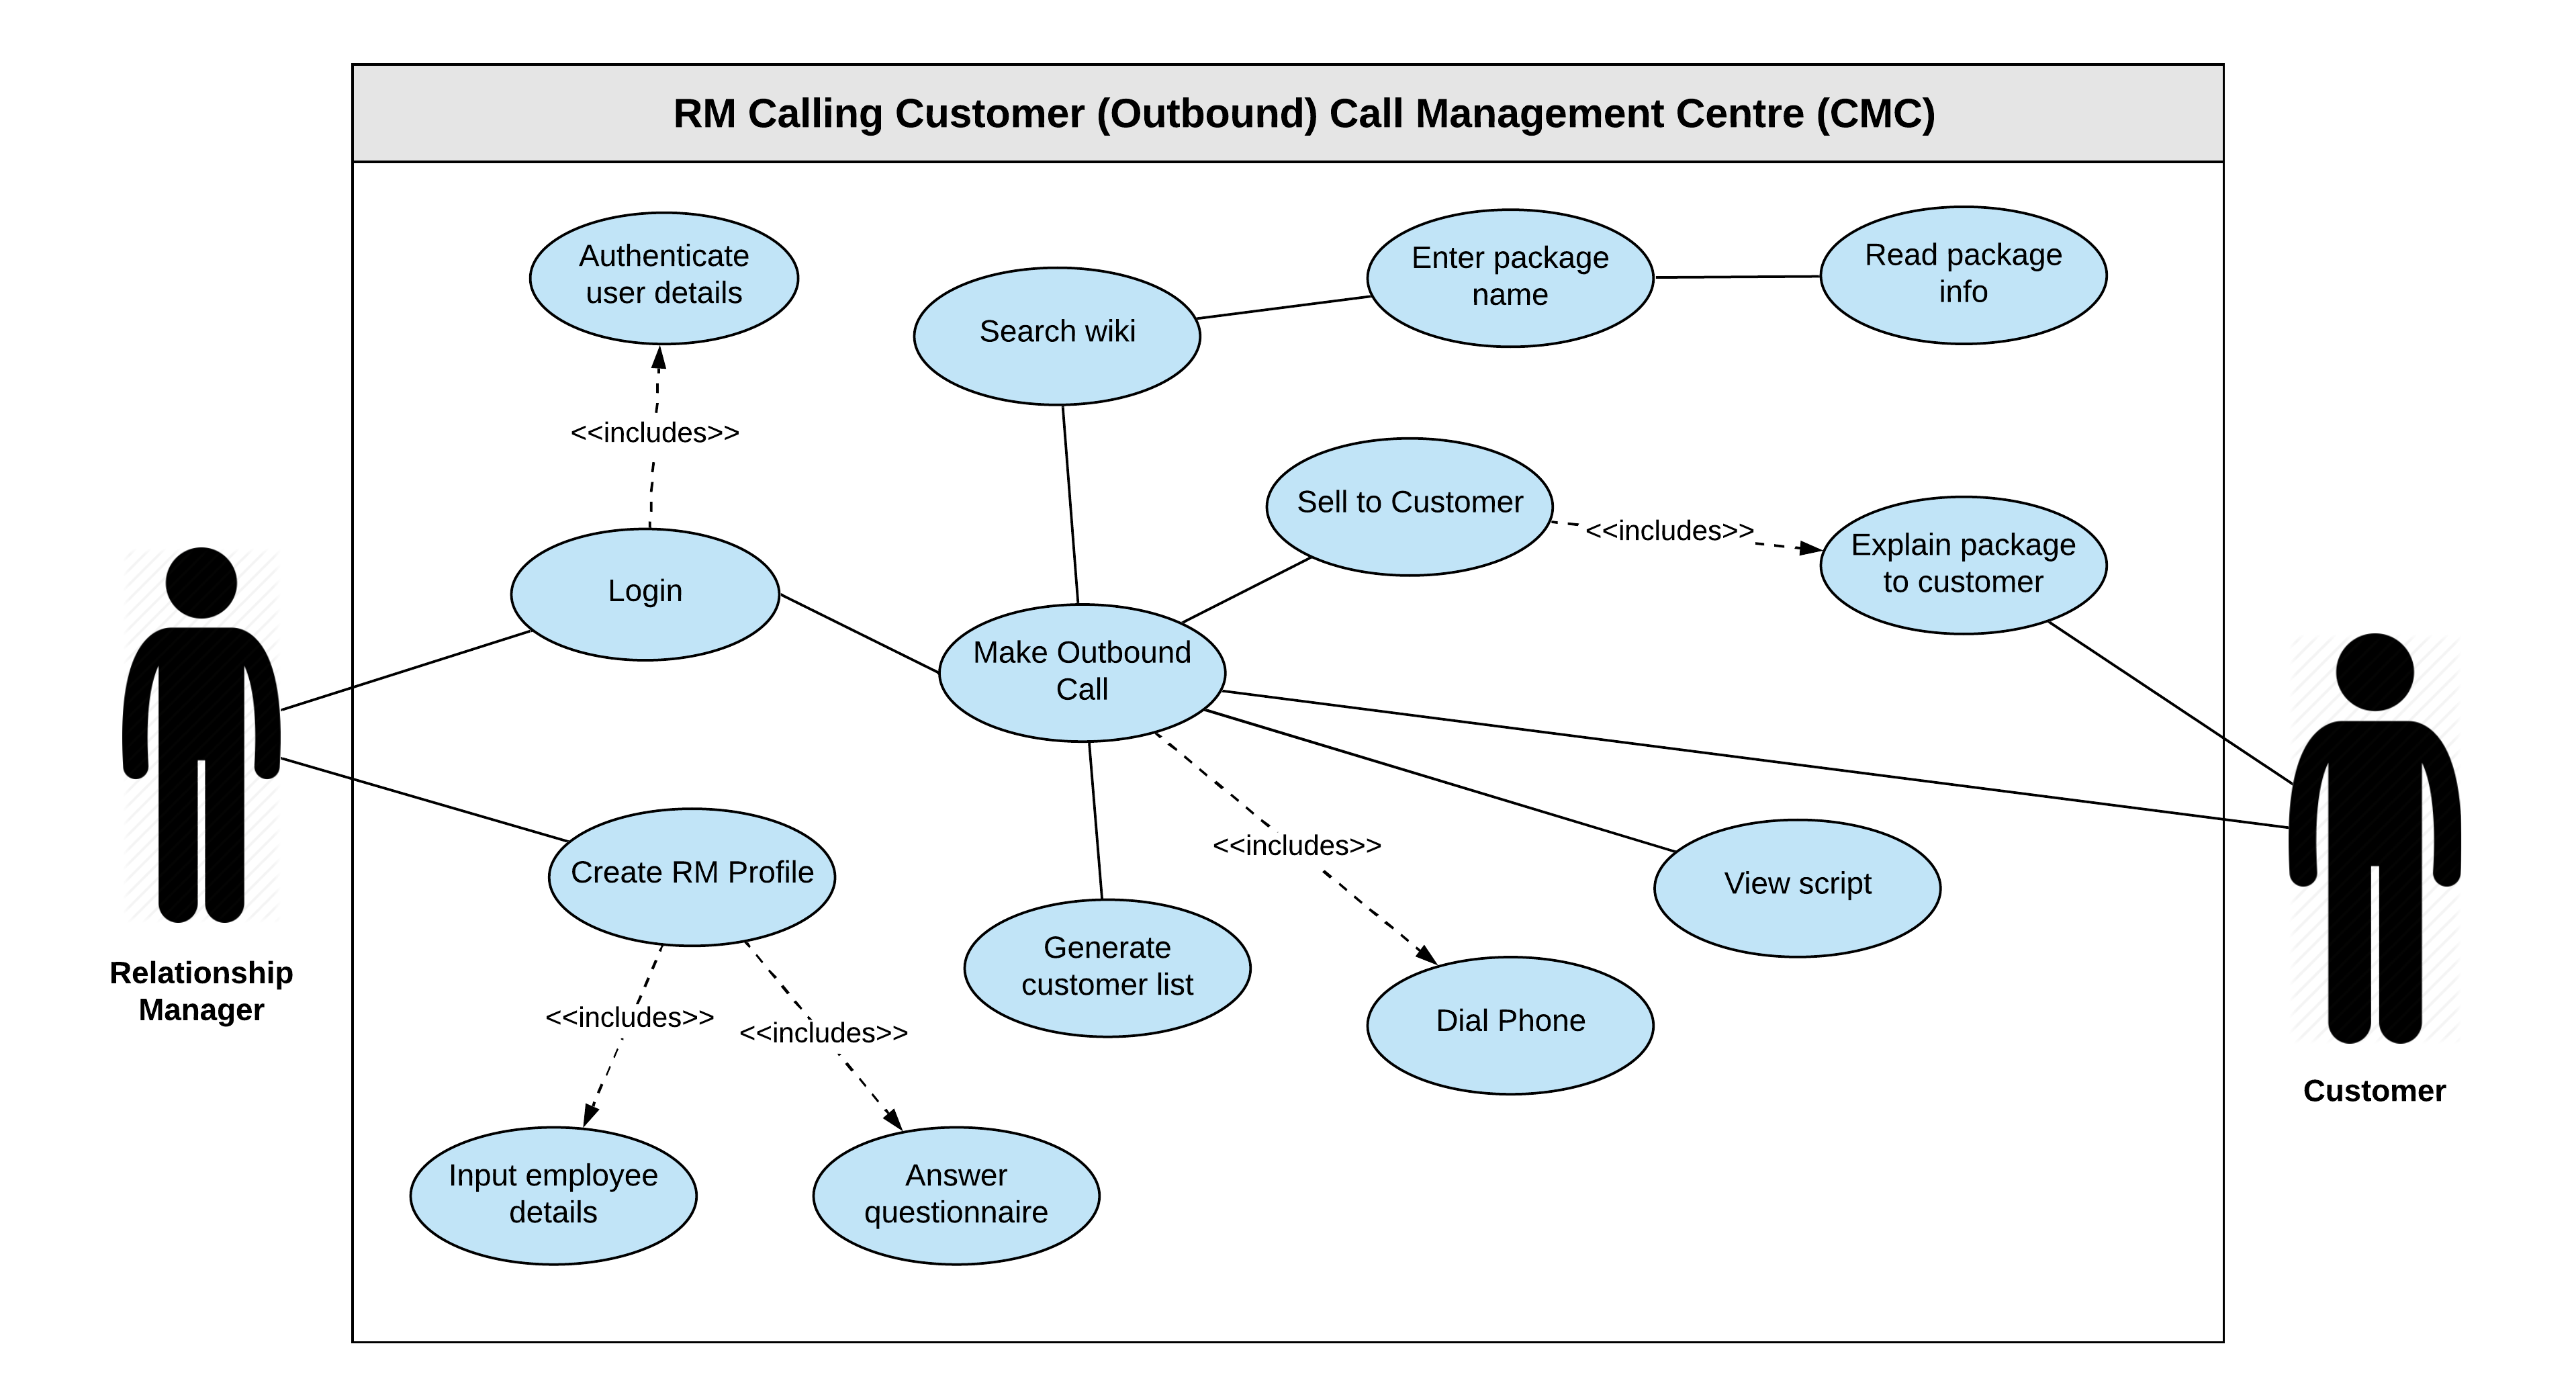 RM Calling Customer (Outbound) Call Management Centre (CMC)
Authenticate
user details
Search wiki
Enter package
name
Read package
info
<<includes>>
Sell to Customer
<<includes>>
Explain package
to customer
Login
Make Outbound
Call
Create RM Profile
<<includes>>
View script
Generate
customer list
Dial Phone
Relationship
Manager
<<includes>>
<<includes>>
Customer
Input employee
details
Answer
questionnaire